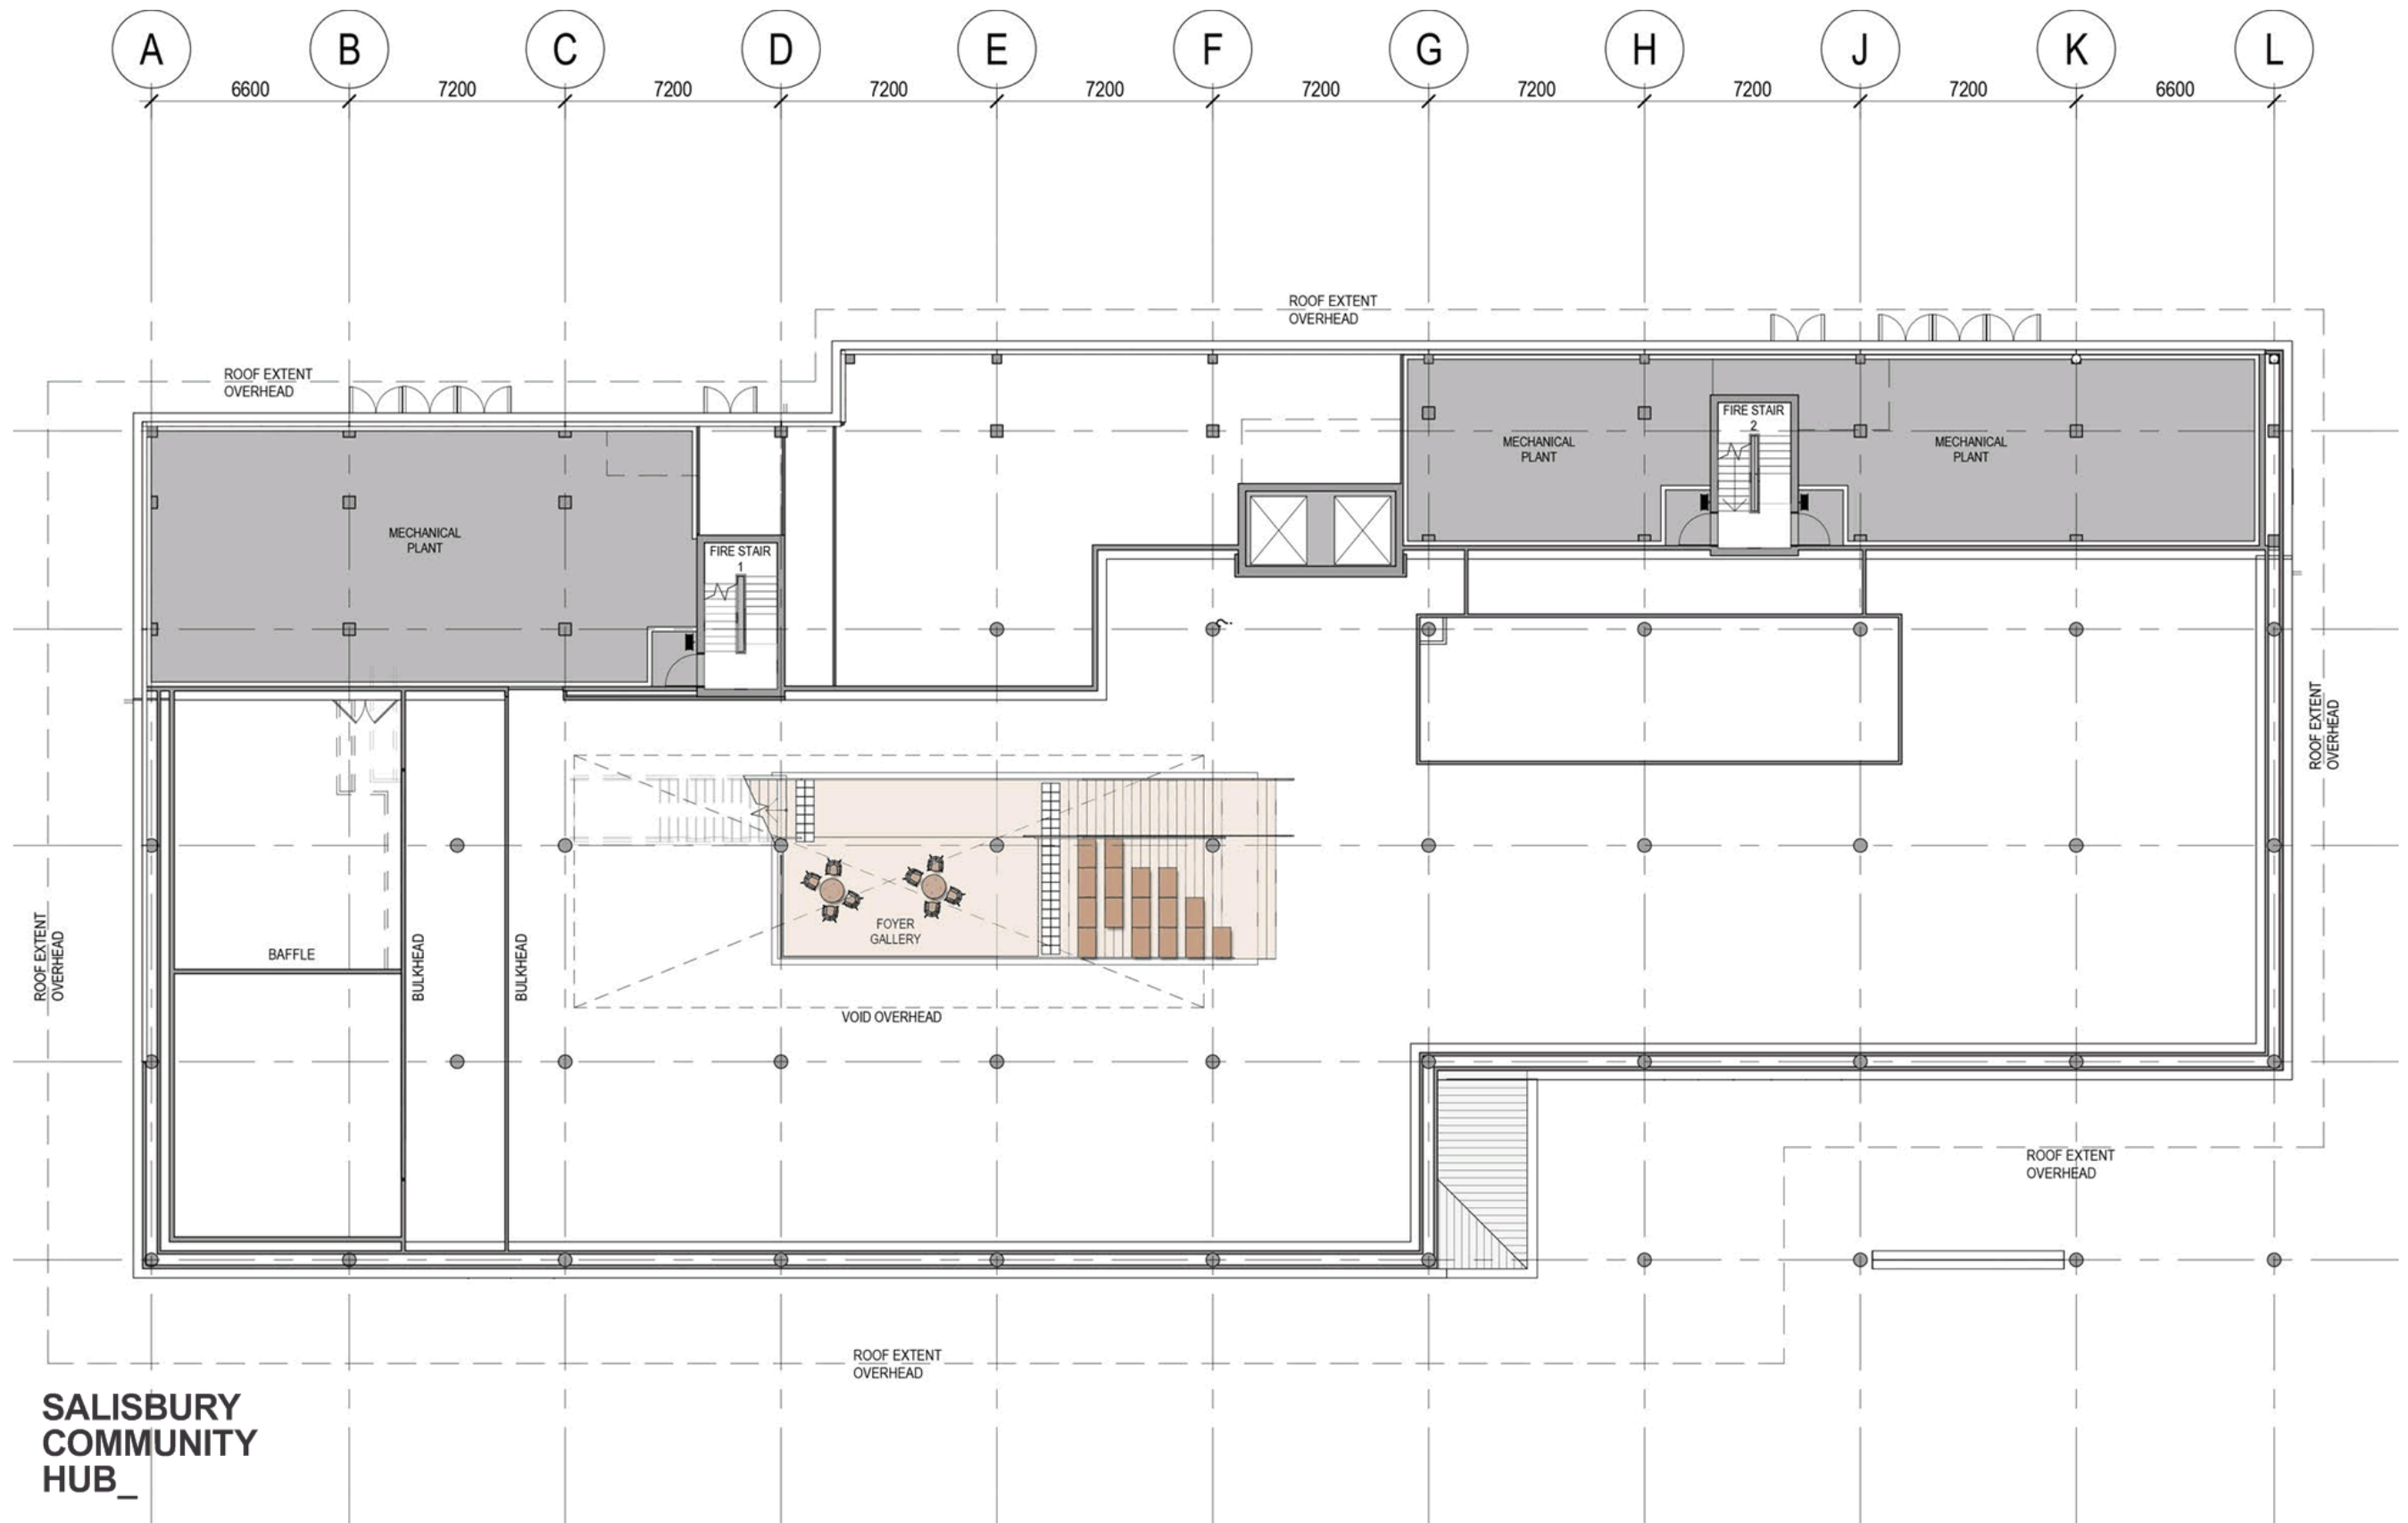 A B C D E F G H J K L
6600 7200 7200 7200 7200 7200 7200 7200 7200 6600
ROOF EXTENT
OVERHEAD
ROOF EXTENT
OVERHEAD
MECHANICAL
PLANT
FIRE STAIR
1
MECHANICAL
PLANT
FIRE STAIR
2
MECHANICAL
PLANT
ROOF EXTENT
OVERHEAD
ROOF EXTENT
OVERHEAD
BAFFLE
BULKHEAD
BULKHEAD
FOYER
GALLERY
VOID OVERHEAD
ROOF EXTENT
OVERHEAD
ROOF EXTENT
OVERHEAD
SALISBURY
COMMUNITY
HUB_